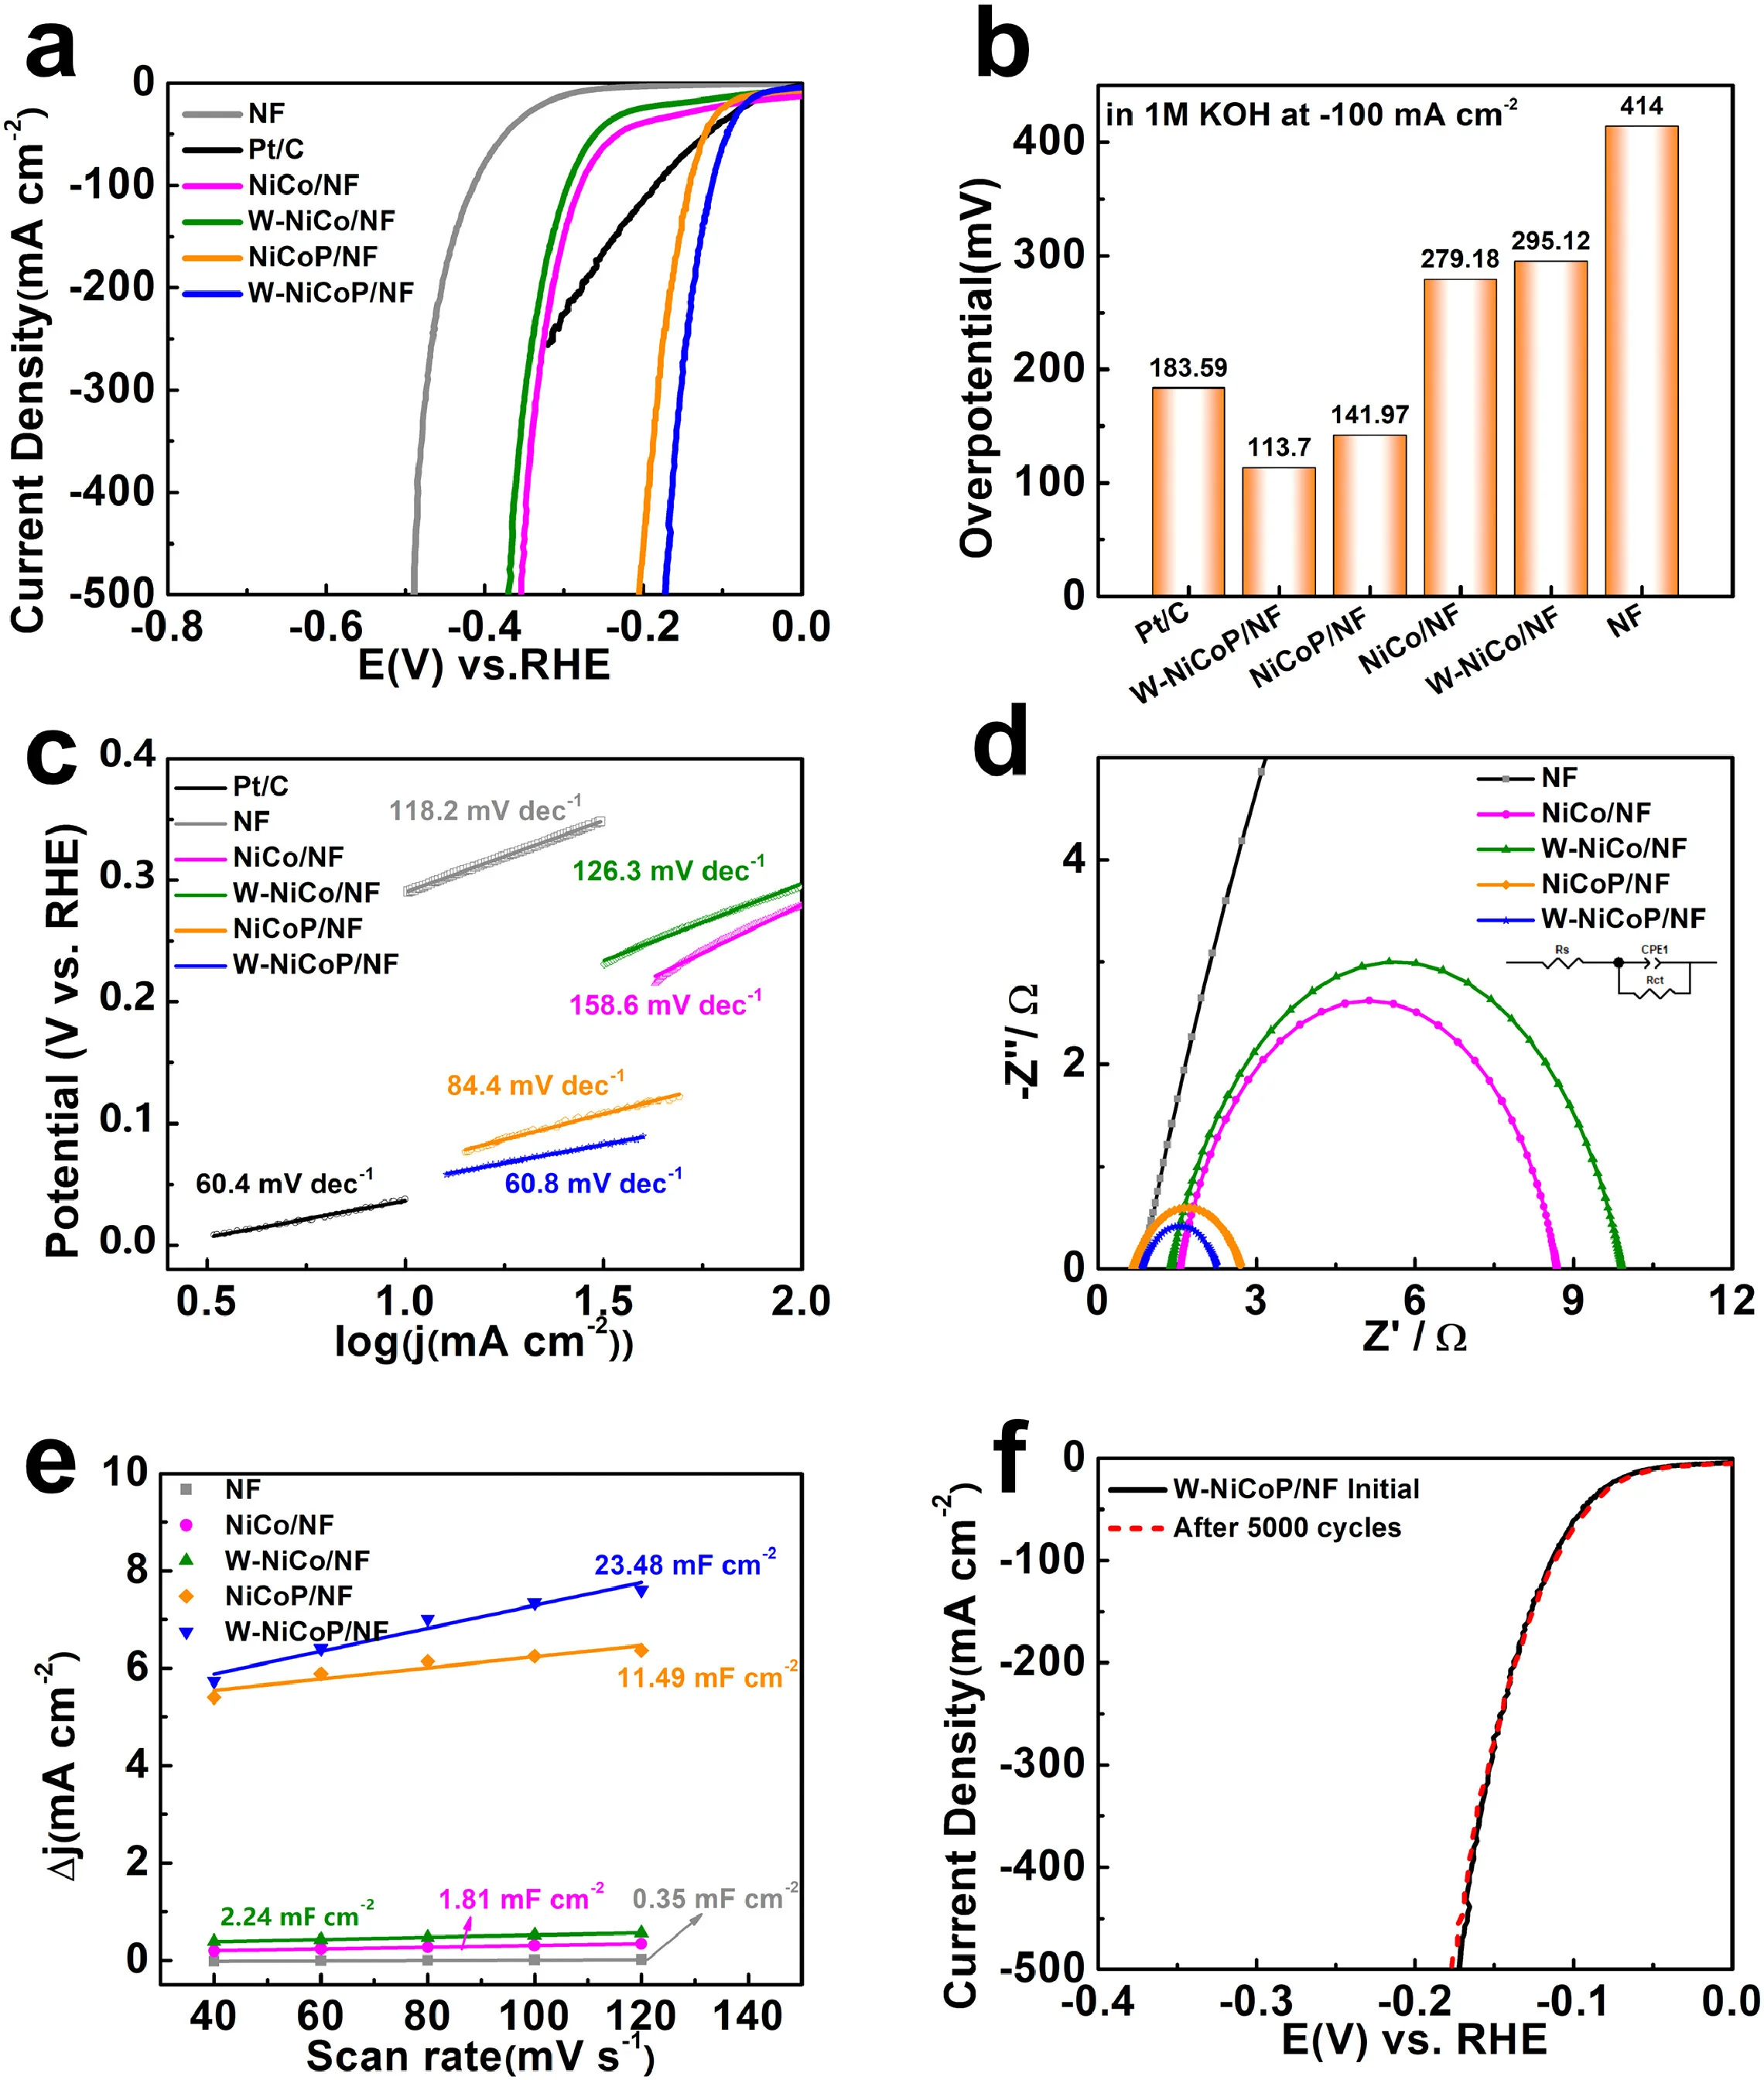 a
0
-100
-200
-300
-400
-500
-0.8
-0.6
-0.4
-0.2
0.0
Current Density(mA cm-2)
E(V) vs.RHE
NF
Pt/C
NiCo/NF
W-NiCo/NF
NiCoP/NF
W-NiCoP/NF
b
in 1M KOH at -100 mA cm-2
400
300
200
100
0
Overpotential(mV)
183.59
113.7
141.97
279.18
295.12
414
Pt/C
W-NiCoP/NF
NiCoP/NF
NiCo/NF
W-NiCo/NF
NF
c
0.4
0.3
0.2
0.1
0.0
0.5
1.0
1.5
2.0
Potential (V vs. RHE)
log(j(mA cm-2))
Pt/C
NF
NiCo/NF
W-NiCo/NF
NiCoP/NF
W-NiCoP/NF
118.2 mV dec-1
126.3 mV dec-1
158.6 mV dec-1
84.4 mV dec-1
60.4 mV dec-1
60.8 mV dec-1
d
4
2
0
0
3
6
9
12
-Z''/ Ω
Z' / Ω
NF
NiCo/NF
W-NiCo/NF
NiCoP/NF
W-NiCoP/NF
Rs
CPE1
Rct
e
10
8
6
4
2
0
40
60
80
100
120
140
Δj(mA cm-2)
Scan rate(mV s-1)
NF
NiCo/NF
W-NiCo/NF
NiCoP/NF
W-NiCoP/NF
23.48 mF cm-2
11.49 mF cm-2
2.24 mF cm-2
1.81 mF cm-2
0.35 mF cm-2
f
0
-100
-200
-300
-400
-500
-0.4
-0.3
-0.2
-0.1
0.0
Current Density(mA cm-2)
E(V) vs. RHE
W-NiCoP/NF Initial
After 5000 cycles